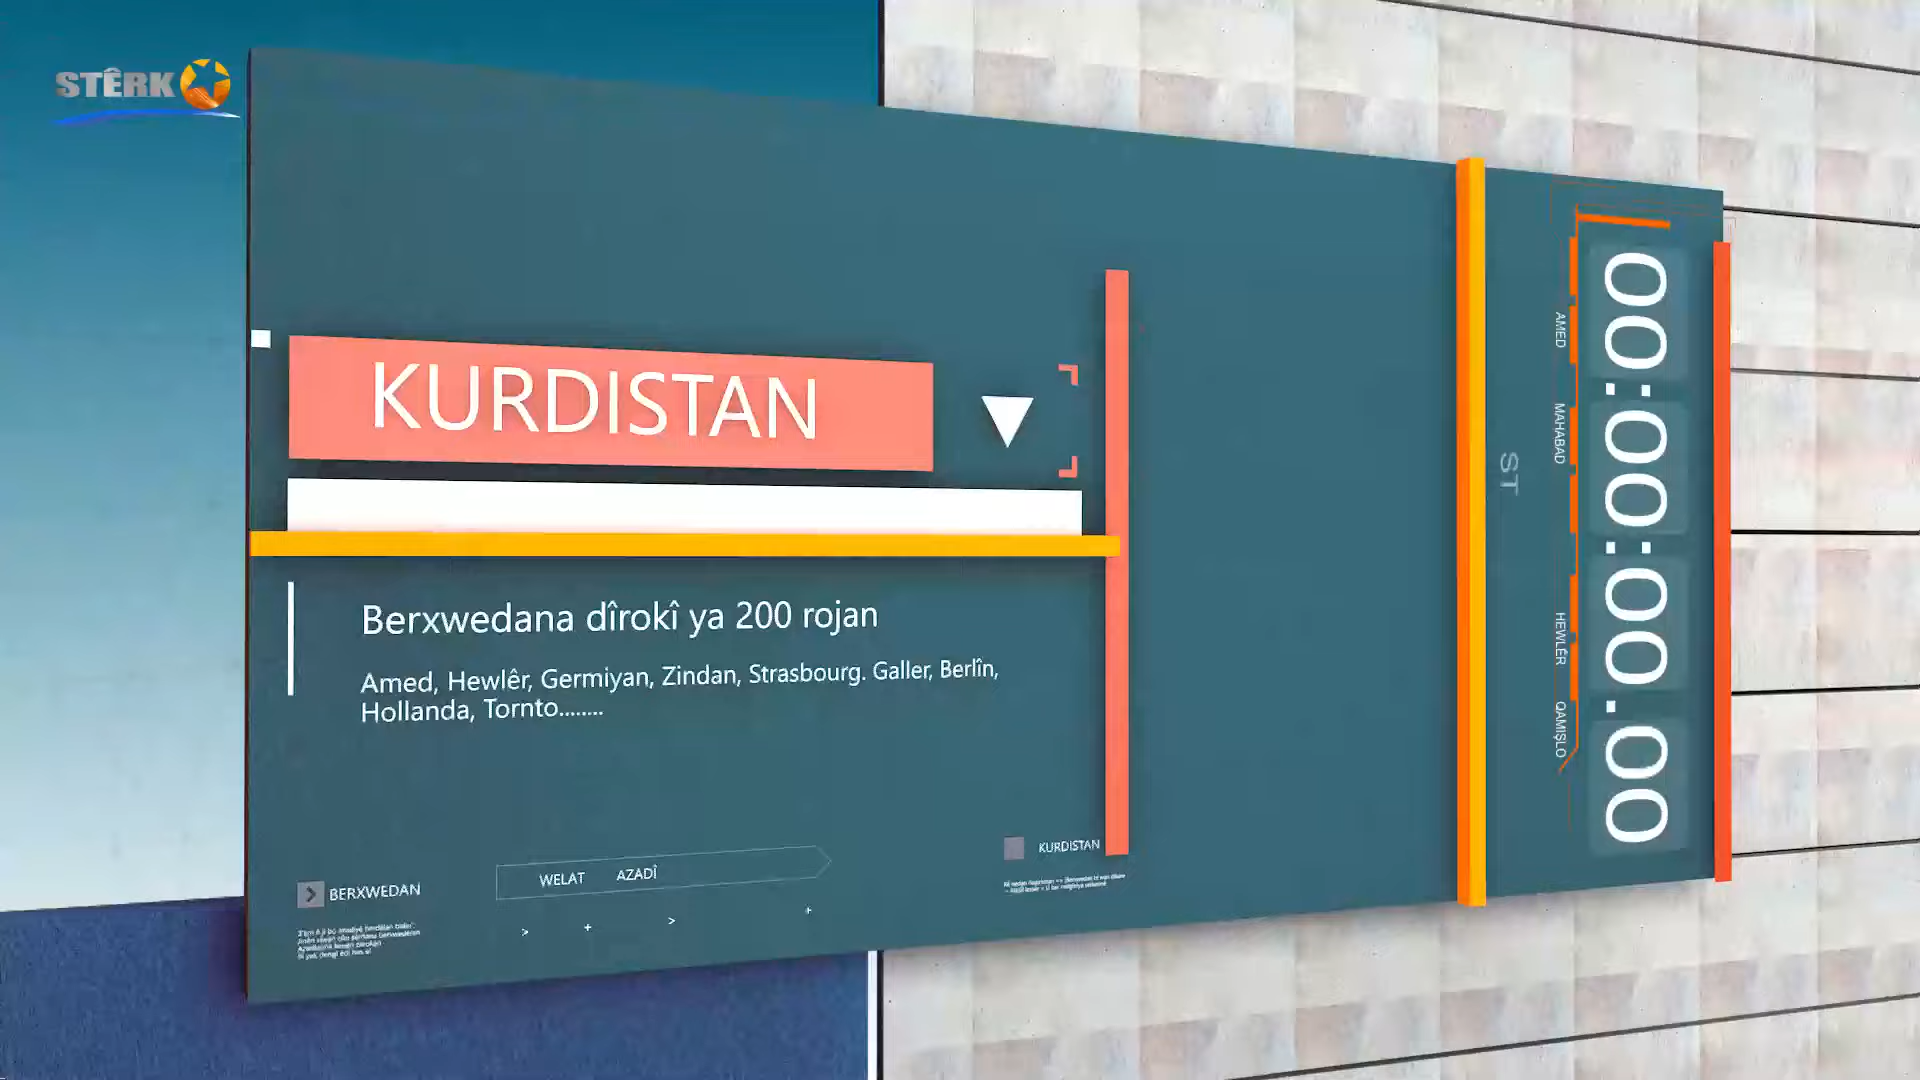 STÊRK
KURDISTAN
Berxwedana dîrokî ya 200 rojan
Amed, Hewlêr, Germiyan, Zindan, Strasbourg. Galler, Berlîn,
Hollanda, Tornto........
BERXWEDAN
WELAT AZADÎ
> + > +
KURDISTAN
ST
AMED
MAHABAD
HEWLÊR
QAMIŞLO
00:00:00.00